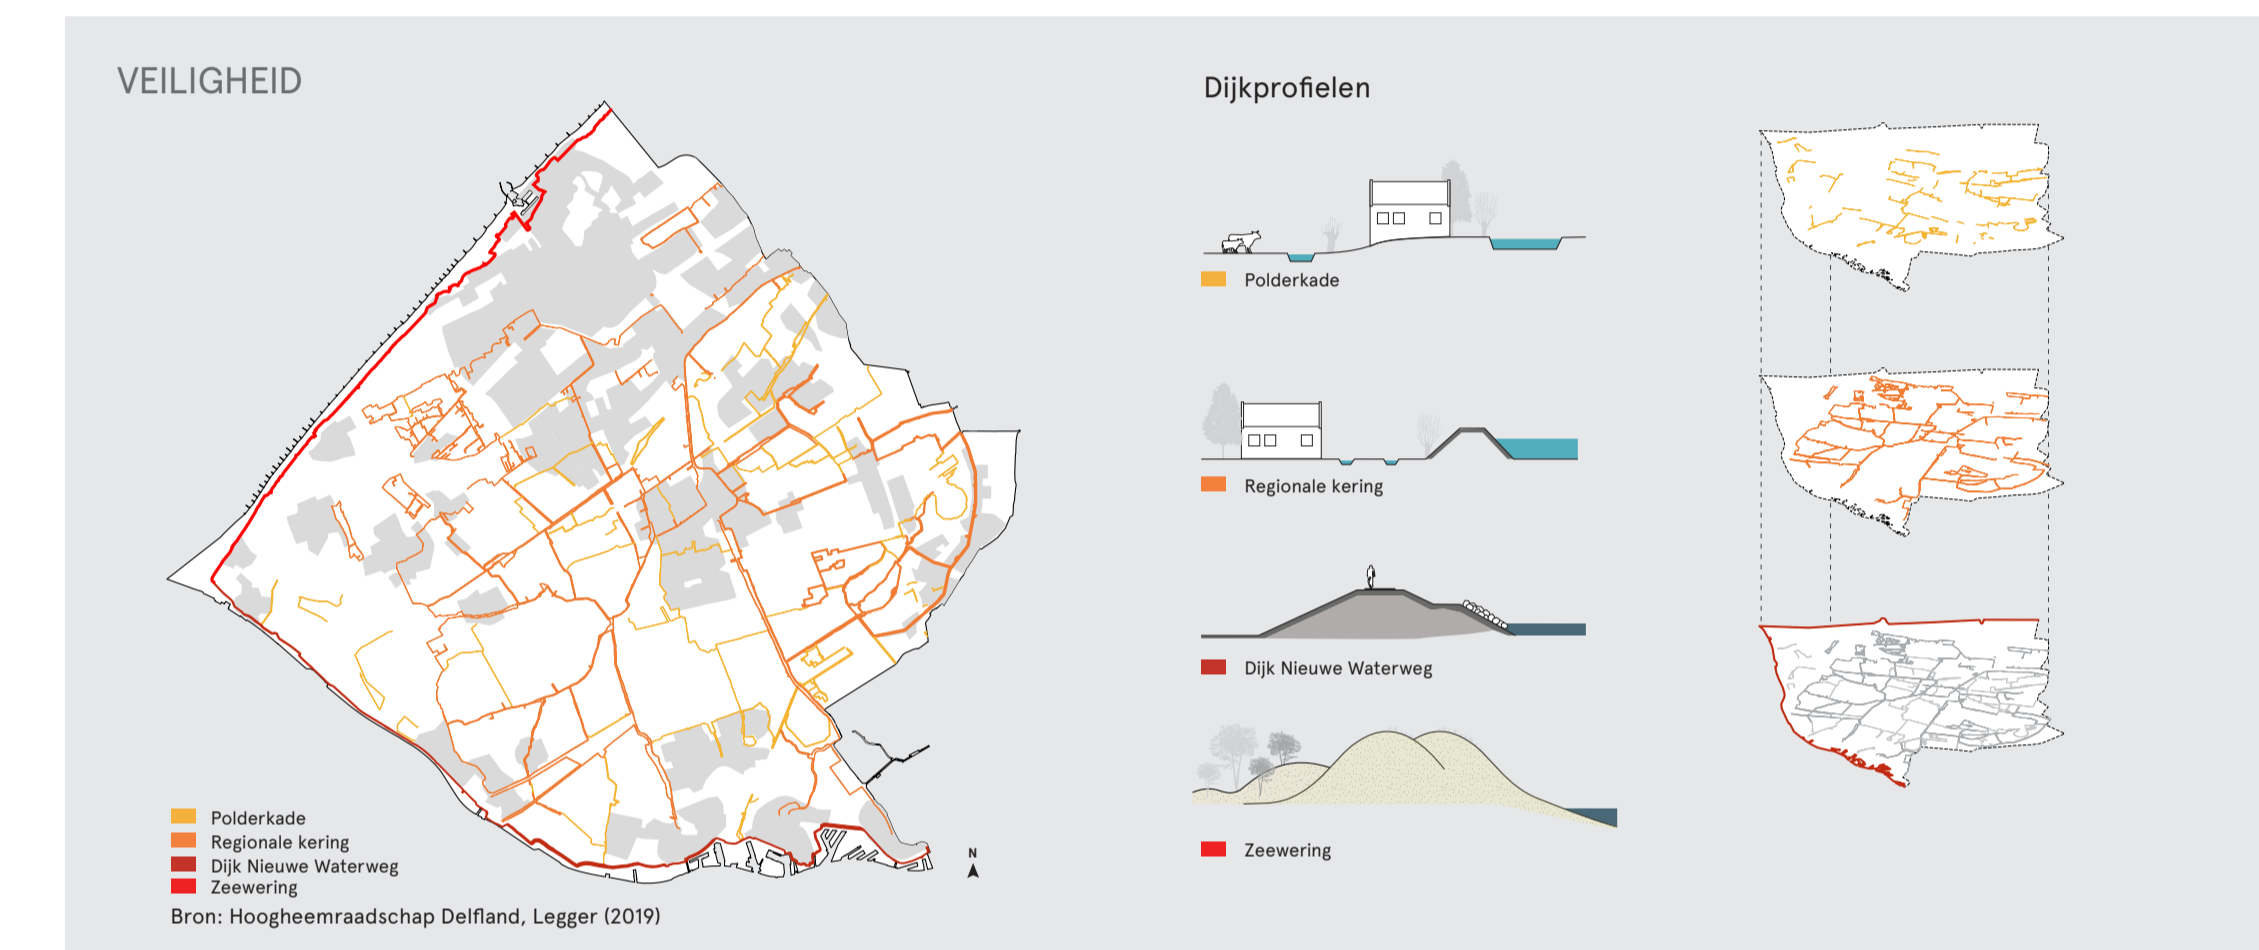 VEILIGHEID
Polderkade
Regionale kering
Dijk Nieuwe Waterweg
Zeewering
Bron: Hoogheemraadschap Delfland, Legger (2019)
N
Dijkprofielen
Polderkade
Regionale kering
Dijk Nieuwe Waterweg
Zeewering